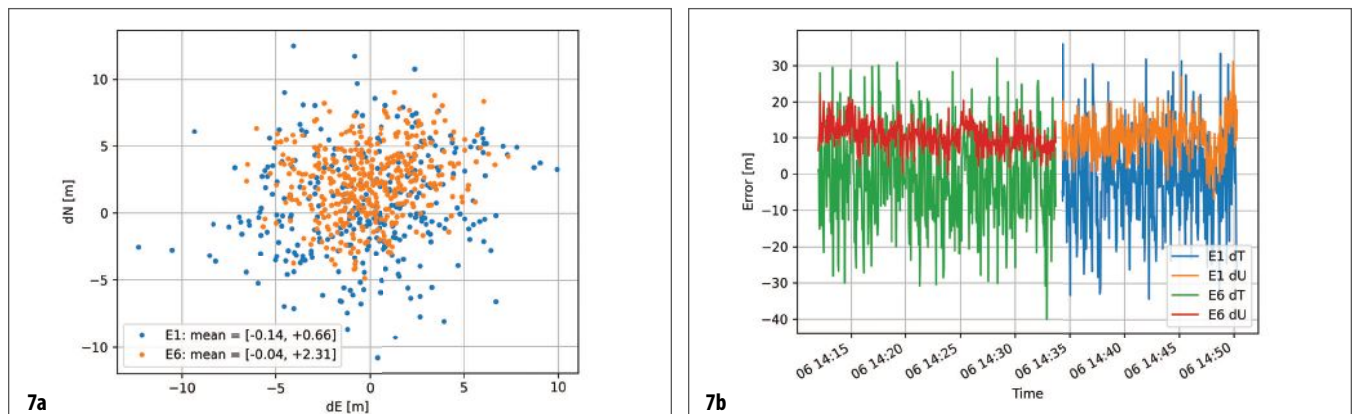 10
5
0
−5
−10
dN [m]
E1: mean = [-0.14, +0.66]
E6: mean = [-0.04, +2.31]
−10
−5
0
5
10
dE [m]
7a
30
20
10
0
−10
−20
−30
−40
Error [m]
E1 dT
E1 dU
E6 dT
E6 dU
06 14:15
06 14:20
06 14:25
06 14:30
06 14:35
06 14:40
06 14:45
06 14:50
Time
7b